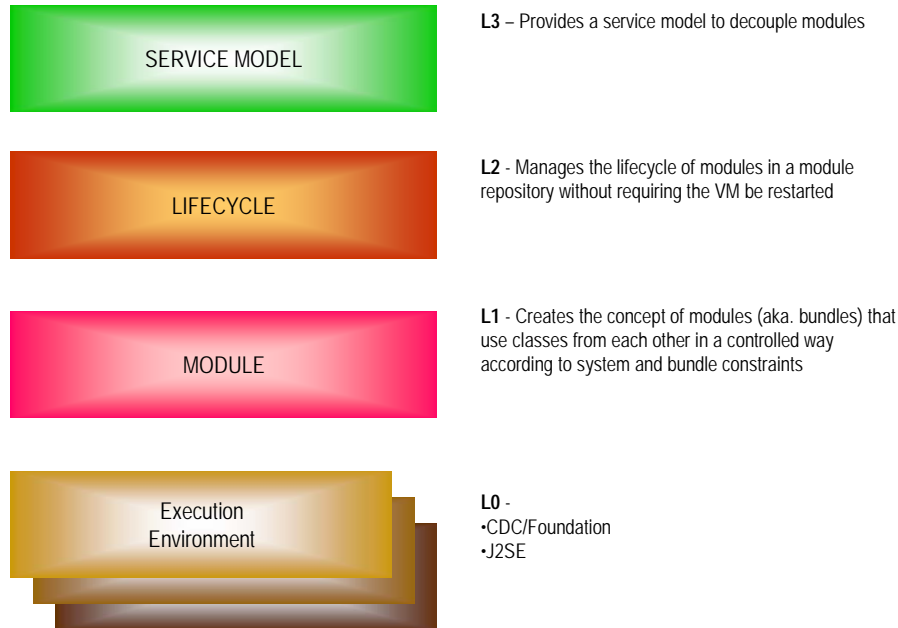 SERVICE MODEL
L3 – Provides a service model to decouple modules
LIFECYCLE
L2 - Manages the lifecycle of modules in a module
repository without requiring the VM be restarted
MODULE
L1 - Creates the concept of modules (aka. bundles) that
use classes from each other in a controlled way
according to system and bundle constraints
Execution
Environment
L0 -
•CDC/Foundation
•J2SE